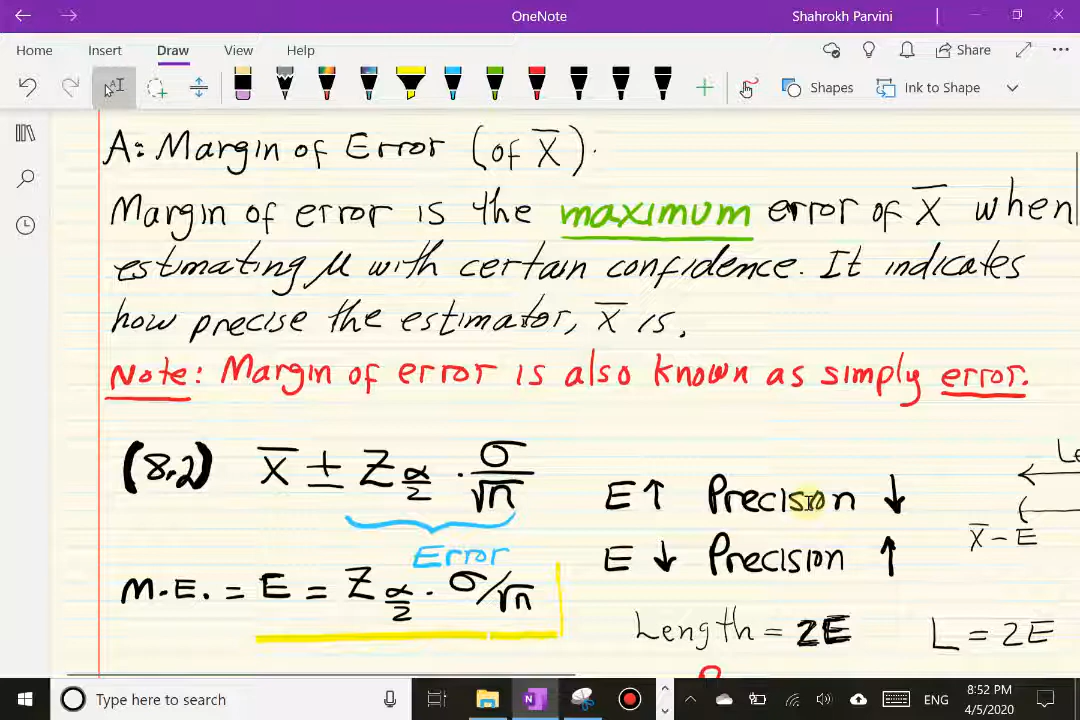 OneNote
Shahrokh Parvini
Home Insert Draw View Help
Share
Shapes
Ink to Shape
A: Margin of Error (of X̅).
Margin of error is the maximum error of X̅ when
estimating μ with certain confidence. It indicates
how precise the estimator, X̅ is.
Note: Margin of error is also known as simply error.
(8.2) X̅ ± Z α/2 · σ/√n
Error
M.E. = E = Z α/2 · σ/√n
E ↑ Precison ↓
E ↓ Precision ↑
X̅ - E
Length = 2E
L = 2E
Type here to search
ENG
8:52 PM
4/5/2020